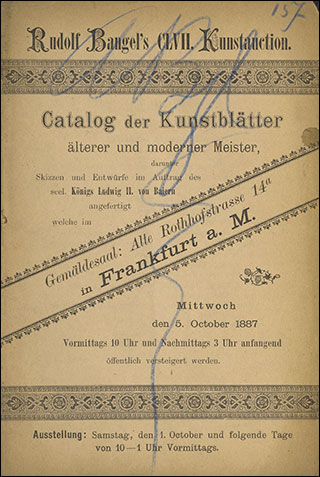 157
Rudolf Bangel's CLVII. Kunstauction.
Catalog der Kunstblätter
älterer und moderner Meister,
darunter
Skizzen und Entwürfe im Auftrag des
seel. Königs Ludwig II. von Baiern
angefertigt
welche im
Gemäldesaal: Alte Rothhofstrasse 14a
in Frankfurt a. M.
Mittwoch
den 5. October 1887
Vormittags 10 Uhr und Nachmittags 3 Uhr anfangend
öffentlich versteigert werden.
Ausstellung: Samstag, den 1. October und folgende Tage
von 10—1 Uhr Vormittags.